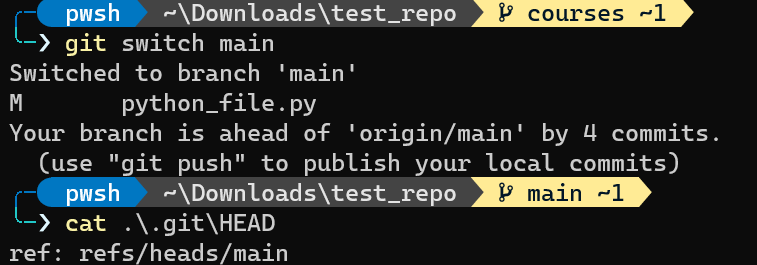 pwsh ~\Downloads\test_repo courses ~1
❯ git switch main
Switched to branch 'main'
M       python_file.py
Your branch is ahead of 'origin/main' by 4 commits.
  (use "git push" to publish your local commits)
pwsh ~\Downloads\test_repo main ~1
❯ cat .\.git\HEAD
ref: refs/heads/main